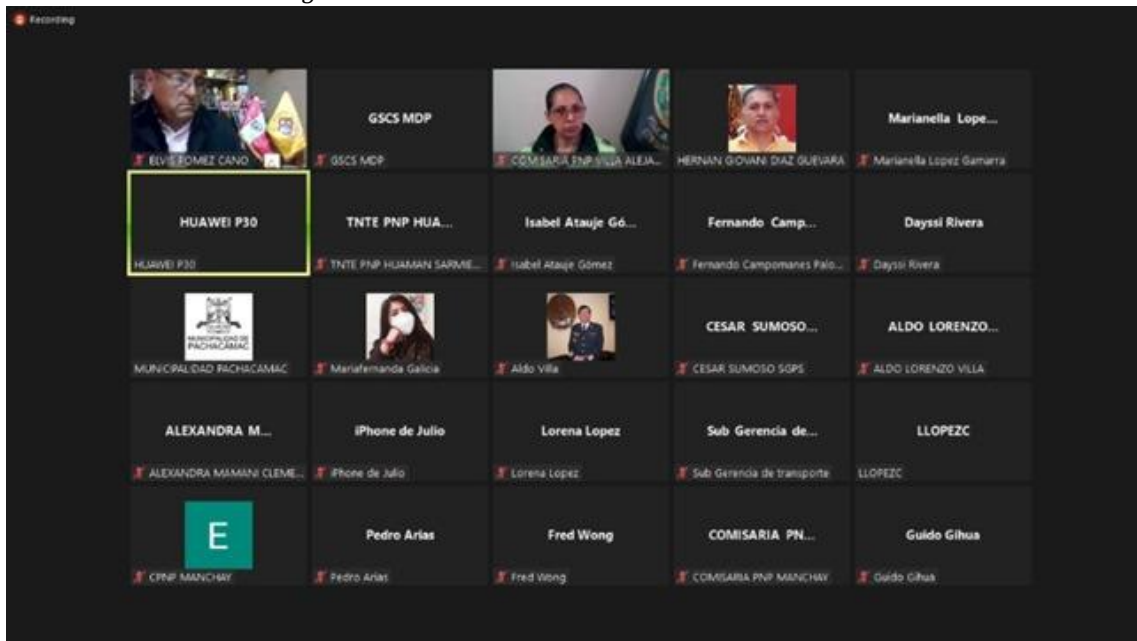 Recording
ELVIS POMEZ CANO
GSCS MDP
GSCS MDP
COMISARIA PNP VILLA ALEJA...
HERNAN GIOVANI DIAZ GUEVARA
Marianella Lope...
Marianella Lopez Gamarra
HUAWEI P30
HUAWEI P30
TNTE PNP HUA...
TNTE PNP HUAMAN SARMIE...
Isabel Atauje Gó...
Isabel Atauje Gómez
Fernando Camp...
Fernando Campomanes Palo...
Dayssi Rivera
Dayssi Rivera
MUNICIPALIDAD DE
PACHACAMAC
MUNICIPALIDAD PACHACAMAC
Mariafernanda Galicia
Aldo Villa
CESAR SUMOSO...
CESAR SUMOSO SGPS
ALDO LORENZO...
ALDO LORENZO VILLA
ALEXANDRA M...
ALEXANDRA MAMANI CLEME...
iPhone de Julio
iPhone de Julio
Lorena Lopez
Lorena Lopez
Sub Gerencia de...
Sub Gerencia de transporte
LLOPEZC
LLOPEZC
E
CPNP MANCHAY
Pedro Arias
Pedro Arias
Fred Wong
Fred Wong
COMISARIA PN...
COMISARIA PNP MANCHAY
Guido Gihua
Guido Gihua